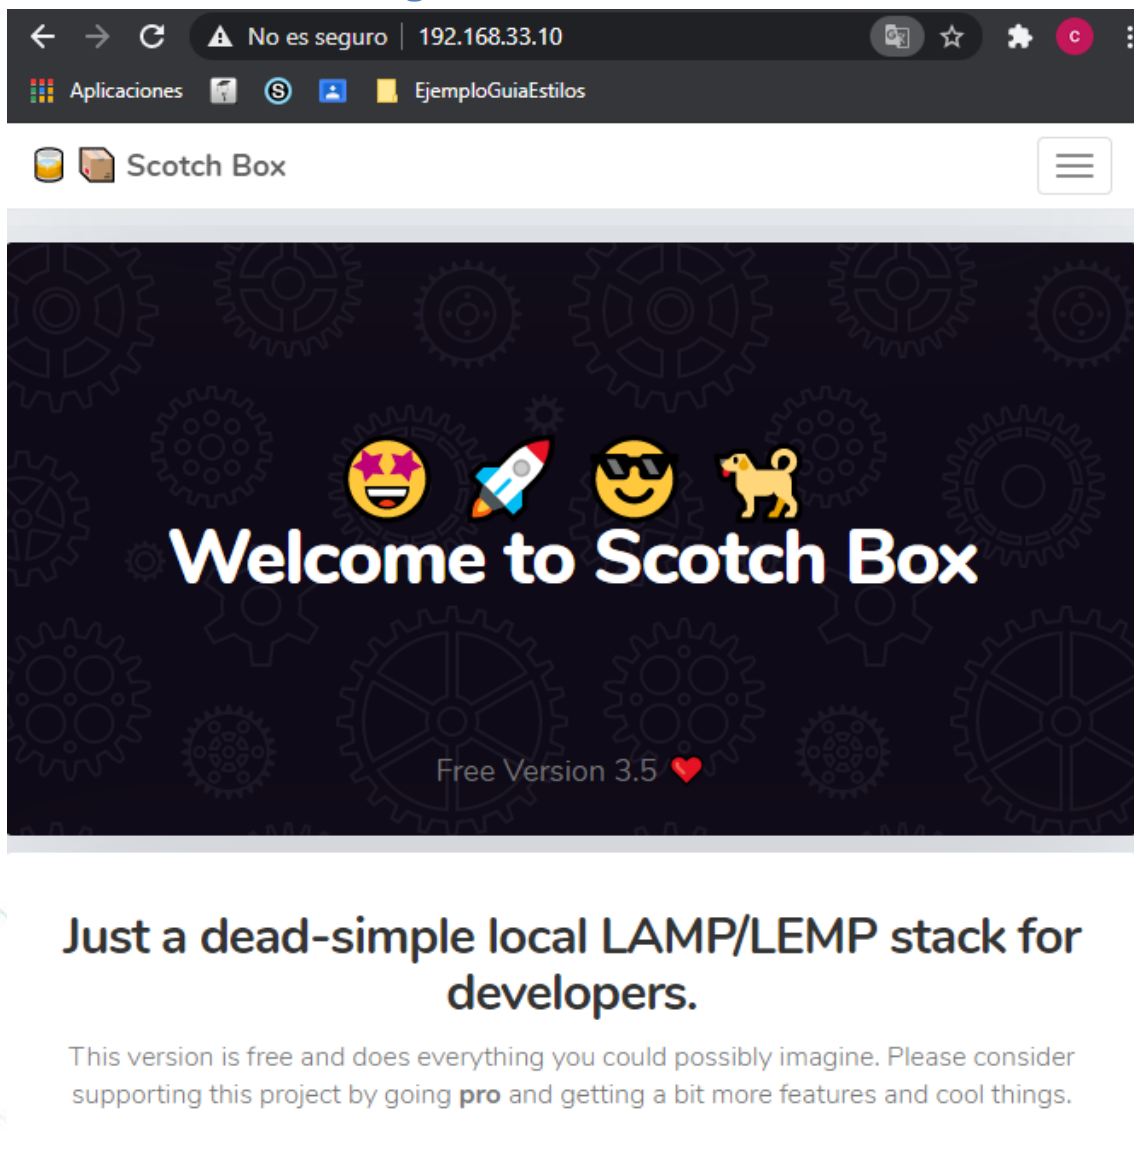 No es seguro | 192.168.33.10
C
Aplicaciones
S
EjemploGuiaEstilos
Scotch Box
Welcome to Scotch Box
Free Version 3.5
Just a dead-simple local LAMP/LEMP stack for
developers.
This version is free and does everything you could possibly imagine. Please consider
supporting this project by going pro and getting a bit more features and cool things.